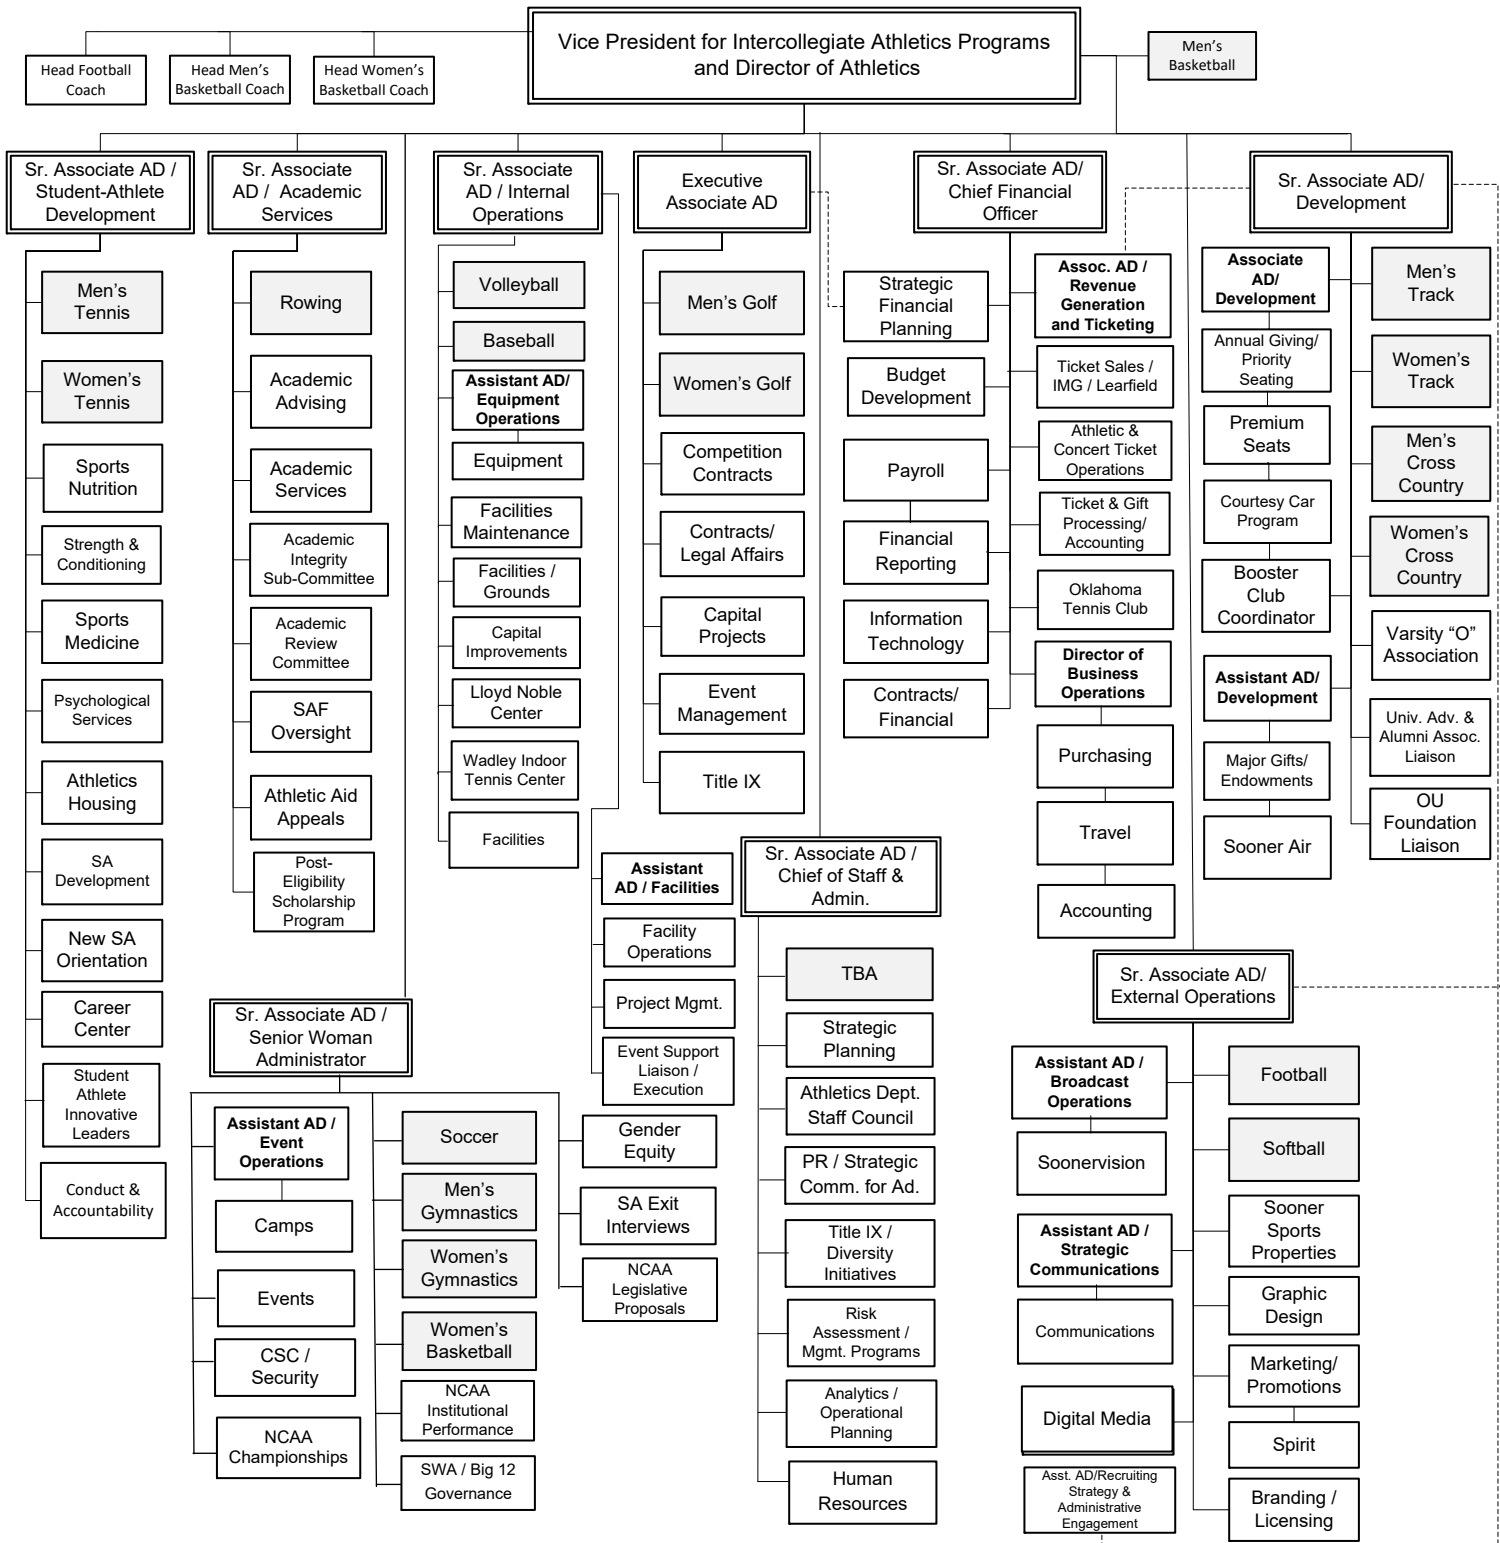 Vice President for Intercollegiate Athletics Programs
and Director of Athletics
Head Football
Coach
Head Men's
Basketball Coach
Head Women's
Basketball Coach
Men's
Basketball
Sr. Associate AD /
Student-Athlete
Development
Men's
Tennis
Women's
Tennis
Sports
Nutrition
Strength &
Conditioning
Sports
Medicine
Psychological
Services
Athletics
Housing
SA
Development
New SA
Orientation
Career
Center
Student
Athlete
Innovative
Leaders
Conduct &
Accountability
Sr. Associate
AD / Academic
Services
Rowing
Academic
Advising
Academic
Services
Academic
Integrity
Sub-Committee
Academic
Review
Committee
SAF
Oversight
Athletic Aid
Appeals
Post-
Eligibility
Scholarship
Program
Sr. Associate
AD / Internal
Operations
Volleyball
Baseball
Assistant AD/
Equipment
Operations
Equipment
Facilities
Maintenance
Facilities /
Grounds
Capital
Improvements
Lloyd Noble
Center
Wadley Indoor
Tennis Center
Facilities
Assistant
AD / Facilities
Facility
Operations
Project Mgmt.
Event Support
Liaison /
Execution
Executive
Associate AD
Men's Golf
Women's Golf
Competition
Contracts
Contracts/
Legal Affairs
Capital
Projects
Event
Management
Title IX
Sr. Associate AD/
Chief Financial
Officer
Strategic
Financial
Planning
Budget
Development
Payroll
Financial
Reporting
Information
Technology
Contracts/
Financial
Assoc. AD /
Revenue
Generation
and Ticketing
Ticket Sales /
IMG / Learfield
Athletic &
Concert Ticket
Operations
Ticket & Gift
Processing/
Accounting
Oklahoma
Tennis Club
Director of
Business
Operations
Purchasing
Travel
Accounting
Sr. Associate AD/
Development
Associate
AD/
Development
Annual Giving/
Priority
Seating
Premium
Seats
Courtesy Car
Program
Booster
Club
Coordinator
Assistant AD/
Development
Major Gifts/
Endowments
Sooner Air
Men's
Track
Women's
Track
Men's
Cross
Country
Women's
Cross
Country
Varsity “O”
Association
Univ. Adv. &
Alumni Assoc.
Liaison
OU
Foundation
Liaison
Sr. Associate AD /
Senior Woman
Administrator
Assistant AD /
Event
Operations
Camps
Events
CSC /
Security
NCAA
Championships
Soccer
Men's
Gymnastics
Women's
Gymnastics
Women's
Basketball
NCAA
Institutional
Performance
SWA / Big 12
Governance
Gender
Equity
SA Exit
Interviews
NCAA
Legislative
Proposals
Sr. Associate AD /
Chief of Staff &
Admin.
TBA
Strategic
Planning
Athletics Dept.
Staff Council
PR / Strategic
Comm. for Ad.
Title IX /
Diversity
Initiatives
Risk
Assessment /
Mgmt. Programs
Analytics /
Operational
Planning
Human
Resources
Sr. Associate AD/
External Operations
Assistant AD /
Broadcast
Operations
Soonervision
Assistant AD /
Strategic
Communications
Communications
Digital Media
Asst. AD/Recruiting
Strategy &
Administrative
Engagement
Football
Softball
Sooner
Sports
Properties
Graphic
Design
Marketing/
Promotions
Spirit
Branding /
Licensing